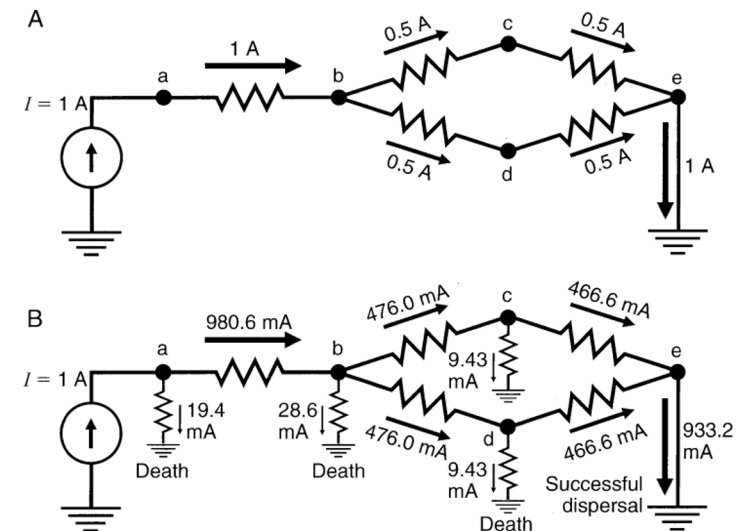 A
I = 1 A
a
1 A
b
0.5 A
c
0.5 A
e
0.5 A
d
0.5 A
1 A
B
I = 1 A
a
980.6 mA
b
476.0 mA
c
466.6 mA
e
19.4
mA
Death
28.6
mA
Death
9.43
mA
476.0 mA
d
466.6 mA
9.43
mA
Death
933.2
mA
Successful
dispersal